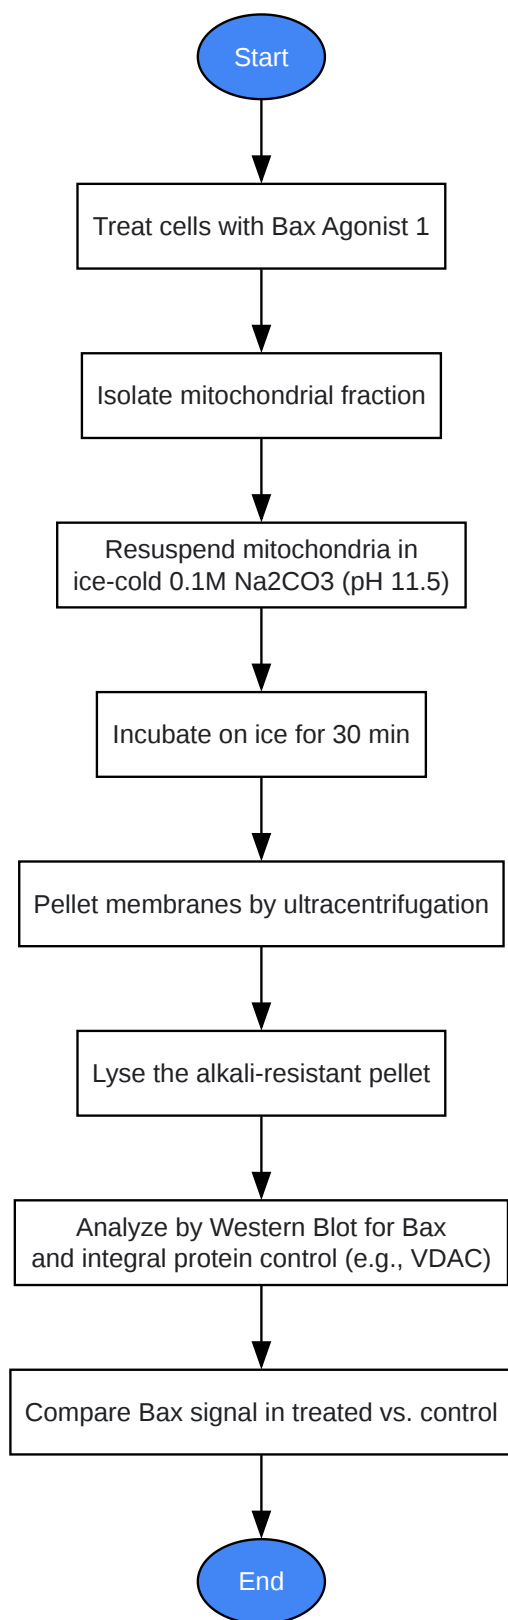 Start
Treat cells with Bax Agonist 1
Isolate mitochondrial fraction
Resuspend mitochondria in
ice-cold 0.1M Na2CO3 (pH 11.5)
Incubate on ice for 30 min
Pellet membranes by ultracentrifugation
Lyse the alkali-resistant pellet
Analyze by Western Blot for Bax
and integral protein control (e.g., VDAC)
Compare Bax signal in treated vs. control
End